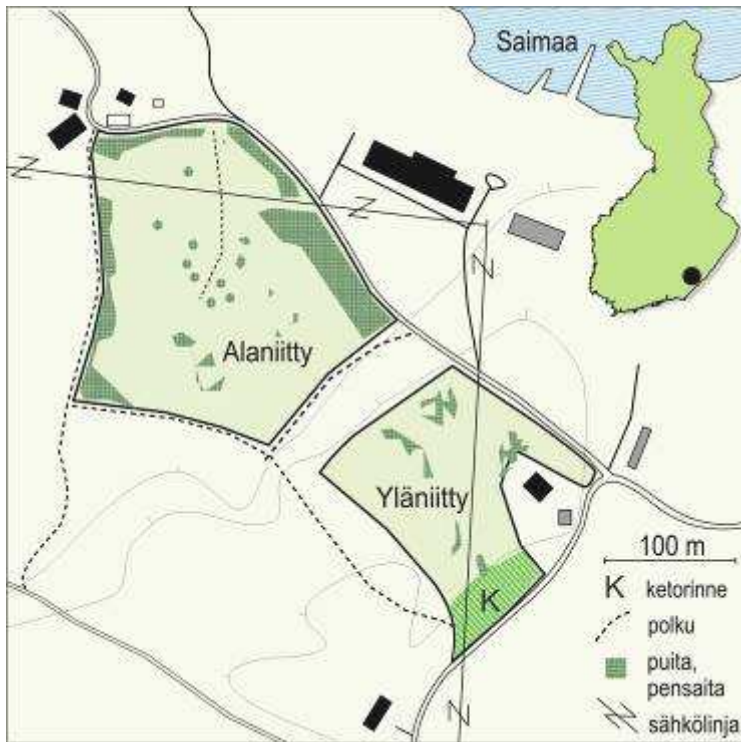 Saimaa
Alaniitty
Yläniitty
K
100 m
K ketorinne
polku
puita,
pensaita
sähkölinja